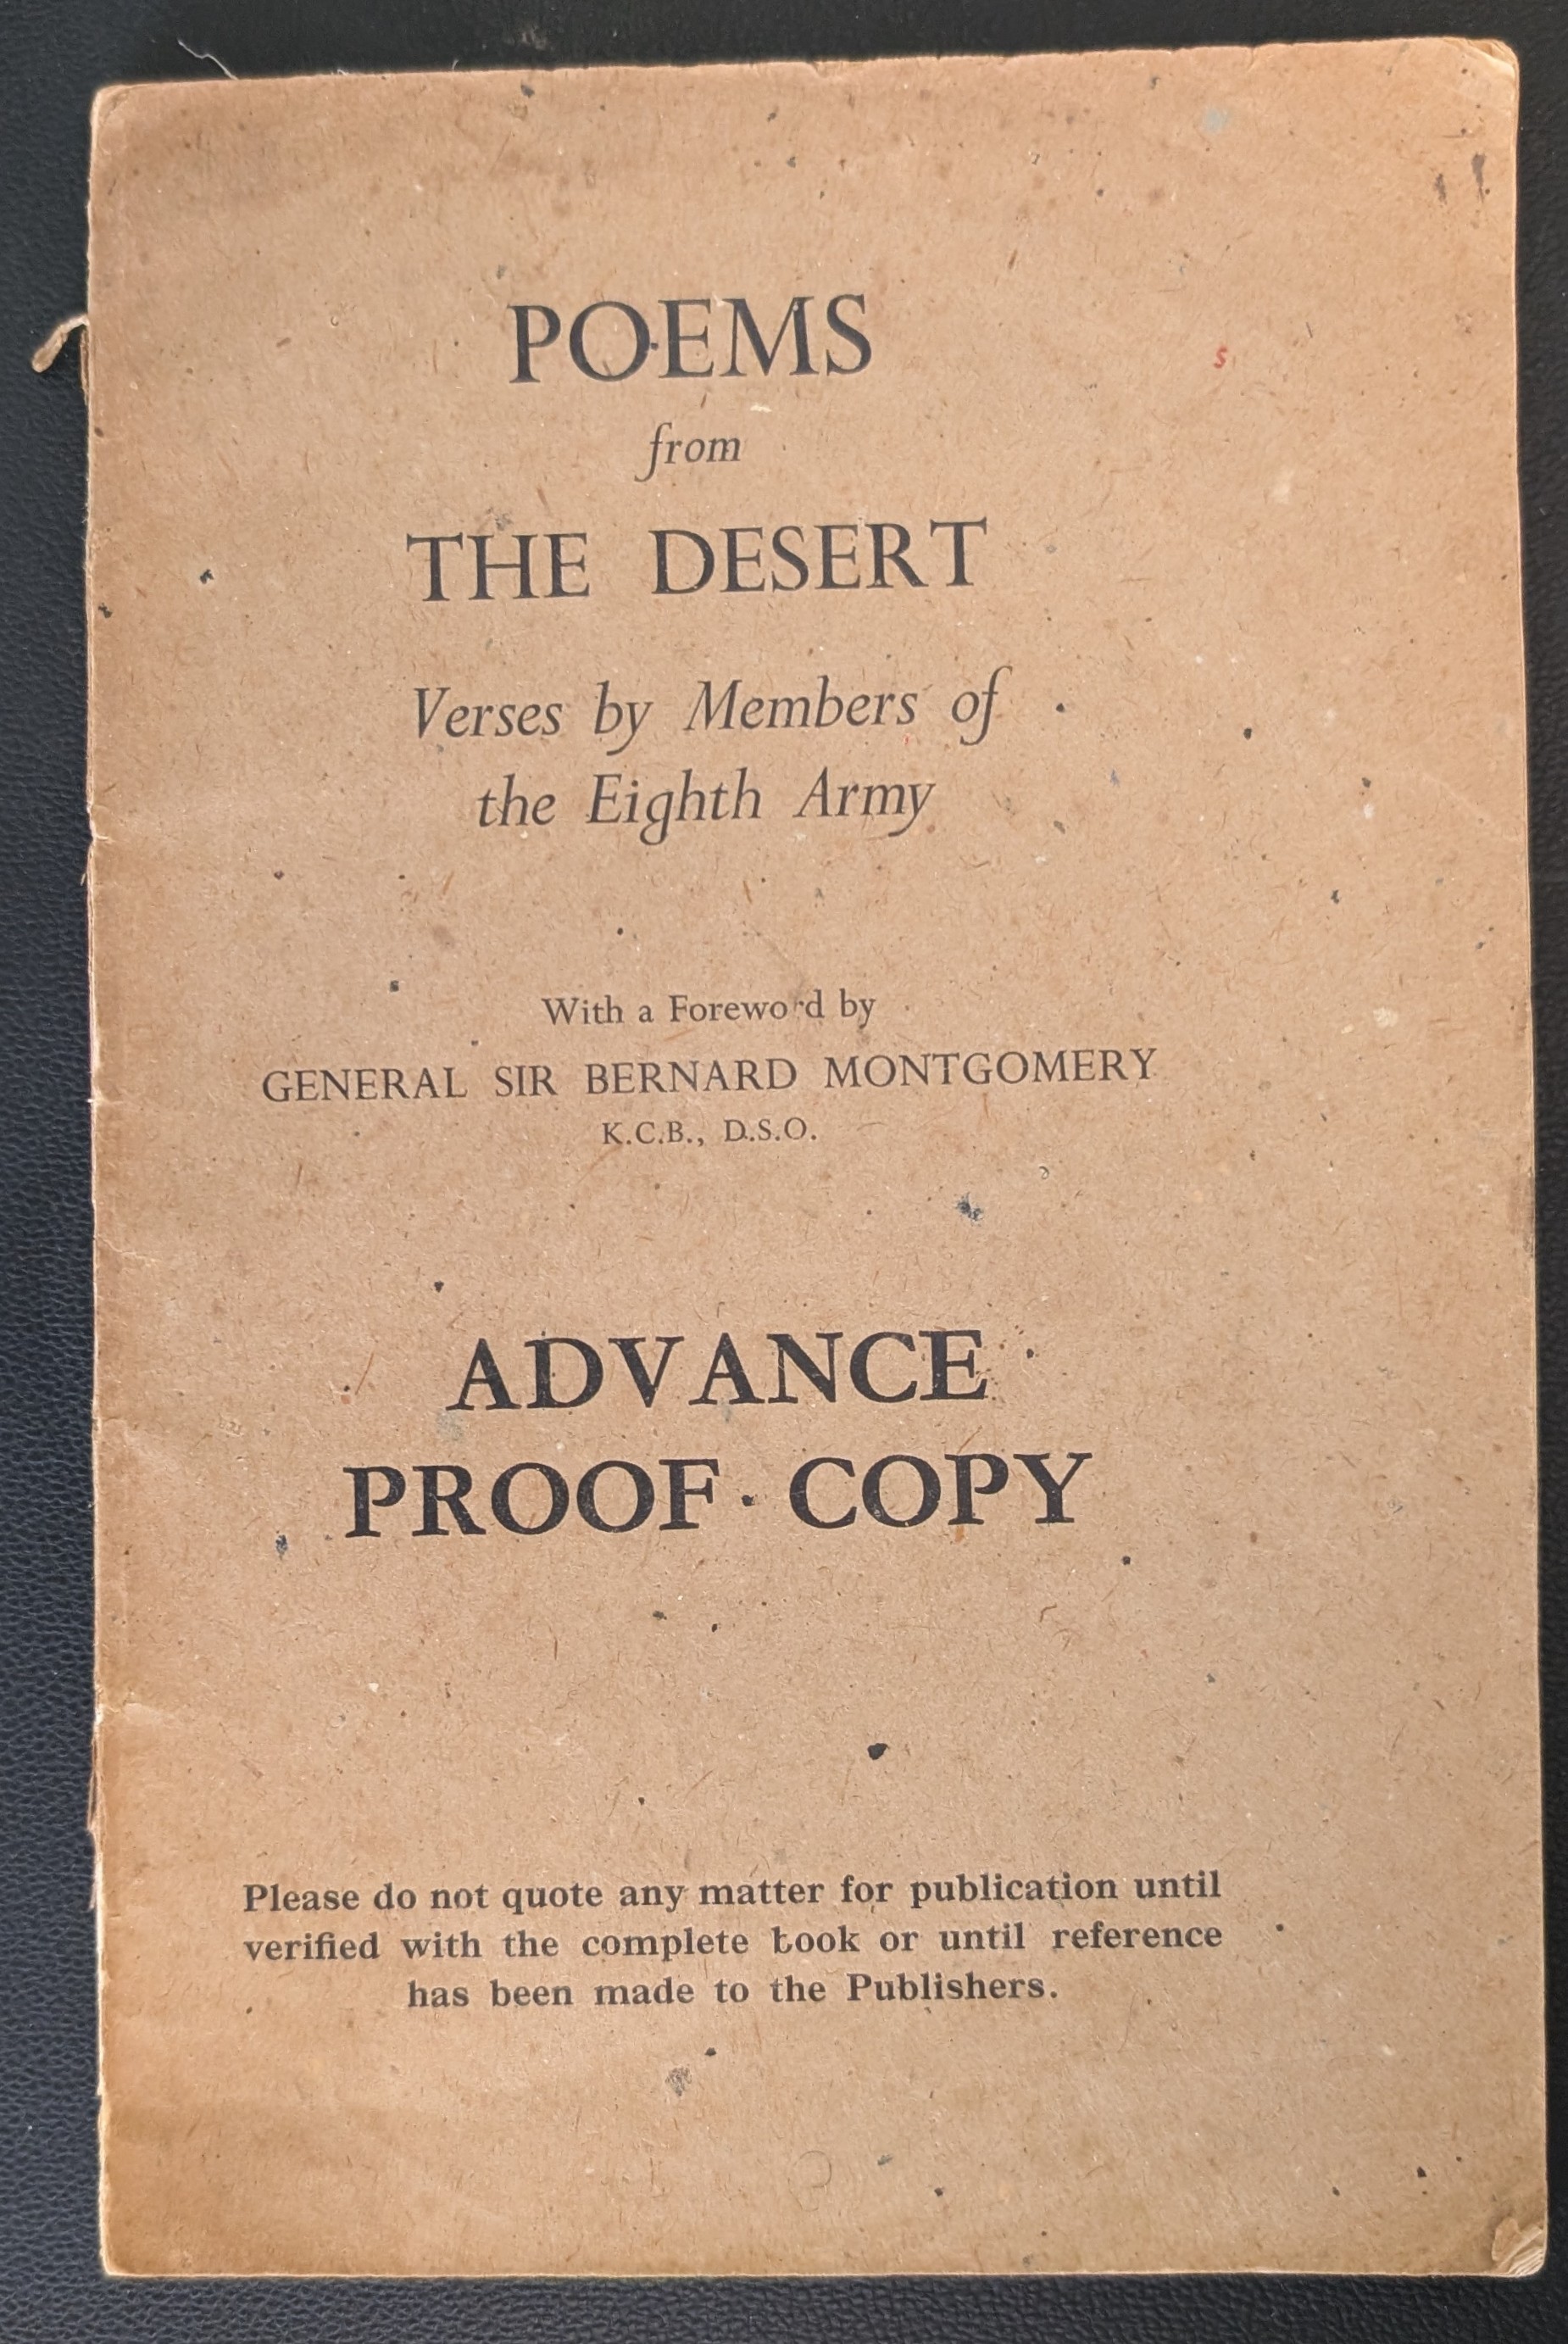 POEMS
from
THE DESERT
Verses by Members of
the Eighth Army
With a Foreword by
GENERAL SIR BERNARD MONTGOMERY
K.C.B., D.S.O.
ADVANCE
PROOF COPY
Please do not quote any matter for publication until
verified with the complete book or until reference
has been made to the Publishers.